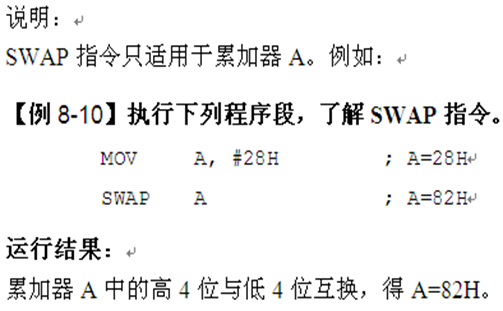 说明：
SWAP 指令只适用于累加器 A。例如：
【例 8-10】执行下列程序段，了解 SWAP 指令。
MOV A, #28H ; A=28H
SWAP A ; A=82H
运行结果：
累加器 A 中的高 4 位与低 4 位互换，得 A=82H。